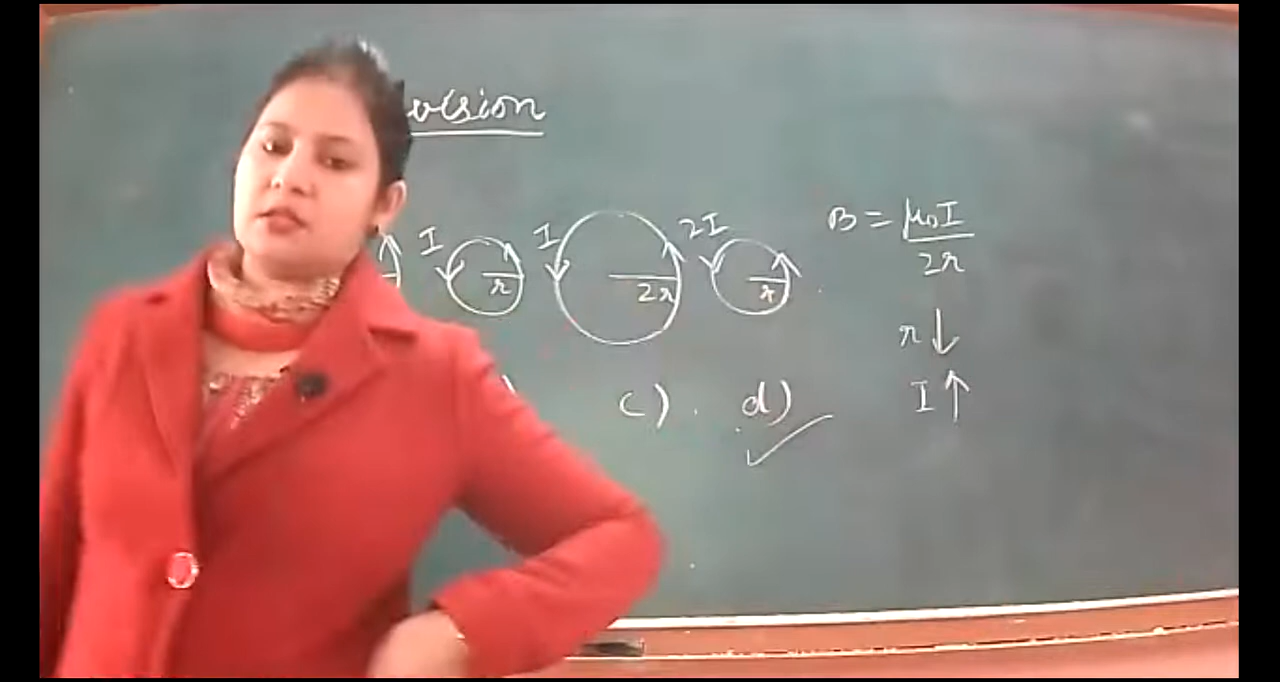 vision
I I 2I B = μ₀I / 2r
r 2r r
r ↓
c) . d) ✓ I ↑